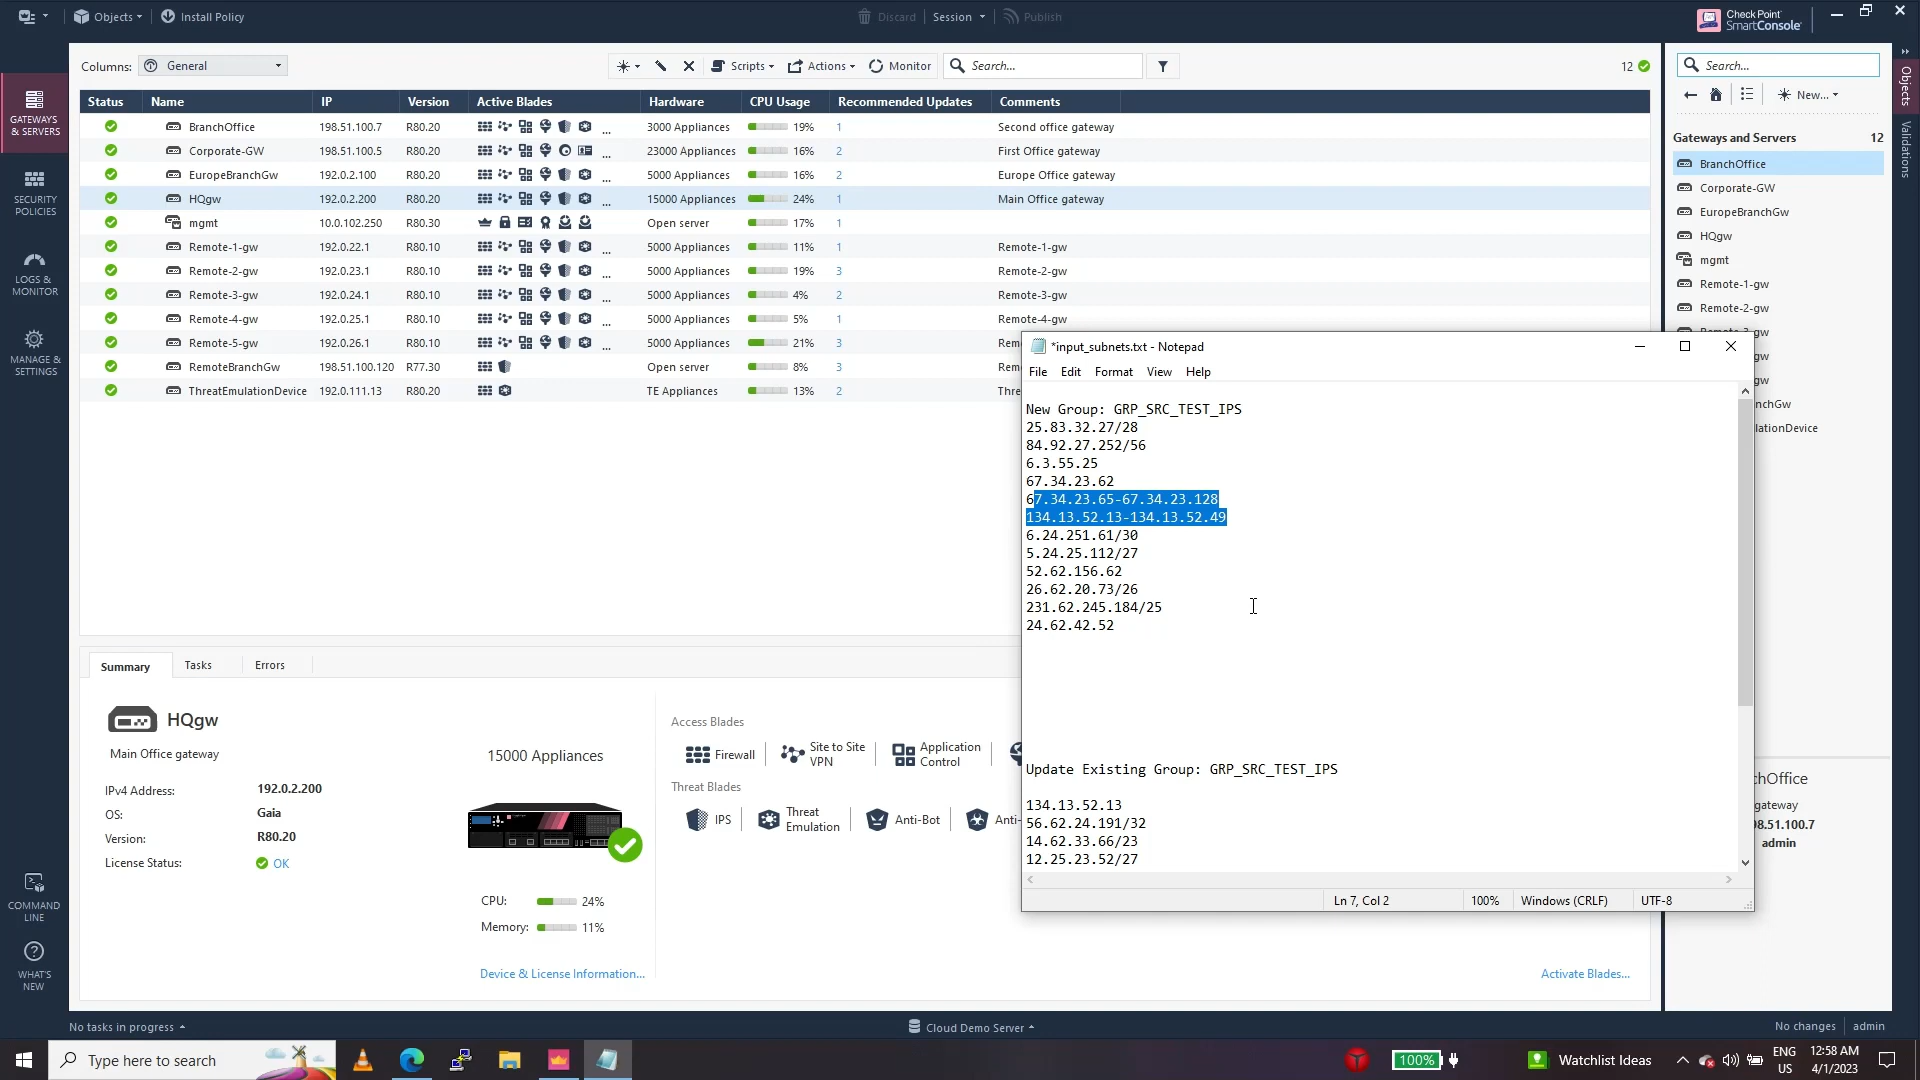 Objects
Install Policy
Discard
Session
Publish
Check Point
SmartConsole
Columns:
General
Scripts
Actions
Monitor
Search...
12
Status Name IP Version Active Blades Hardware CPU Usage Recommended Updates Comments
BranchOffice 198.51.100.7 R80.20 ... 3000 Appliances 19% 1 Second office gateway
Corporate-GW 198.51.100.5 R80.20 ... 23000 Appliances 16% 2 First Office gateway
EuropeBranchGw 192.0.2.100 R80.20 ... 5000 Appliances 16% 2 Europe Office gateway
HQgw 192.0.2.200 R80.20 ... 15000 Appliances 24% 1 Main Office gateway
mgmt 10.0.102.250 R80.30 Open server 17% 1
Remote-1-gw 192.0.22.1 R80.10 ... 5000 Appliances 11% 1 Remote-1-gw
Remote-2-gw 192.0.23.1 R80.10 ... 5000 Appliances 19% 3 Remote-2-gw
Remote-3-gw 192.0.24.1 R80.10 ... 5000 Appliances 4% 2 Remote-3-gw
Remote-4-gw 192.0.25.1 R80.10 ... 5000 Appliances 5% 1 Remote-4-gw
Remote-5-gw 192.0.26.1 R80.10 ... 5000 Appliances 21% 3 Rem
RemoteBranchGw 198.51.100.120 R77.30 Open server 8% 3 Rem
ThreatEmulationDevice 192.0.111.13 R80.20 TE Appliances 13% 2 Thre
GATEWAYS
& SERVERS
SECURITY
POLICIES
LOGS &
MONITOR
MANAGE &
SETTINGS
COMMAND
LINE
WHAT'S
NEW
Search...
New...
Gateways and Servers 12
BranchOffice
Corporate-GW
EuropeBranchGw
HQgw
mgmt
Remote-1-gw
Remote-2-gw
gw
gw
nchGw
lationDevice
Objects
Validations
*input_subnets.txt - Notepad
File Edit Format View Help
New Group: GRP_SRC_TEST_IPS
25.83.32.27/28
84.92.27.252/56
6.3.55.25
67.34.23.62
67.34.23.65-67.34.23.128
134.13.52.13-134.13.52.49
6.24.251.61/30
5.24.25.112/27
52.62.156.62
26.62.20.73/26
231.62.245.184/25
24.62.42.52
Update Existing Group: GRP_SRC_TEST_IPS
134.13.52.13
56.62.24.191/32
14.62.33.66/23
12.25.23.52/27
Ln 7, Col 2 100% Windows (CRLF) UTF-8
Summary Tasks Errors
HQgw
Main Office gateway
IPv4 Address: 192.0.2.200
OS: Gaia
Version: R80.20
License Status: OK
15000 Appliances
CPU: 24%
Memory: 11%
Device & License Information...
Access Blades
Firewall
Site to Site
VPN
Application
Control
Threat Blades
IPS
Threat
Emulation
Anti-Bot
Anti-
Activate Blades...
chOffice
gateway
98.51.100.7
admin
No tasks in progress
Cloud Demo Server
No changes
admin
Type here to search
100%
Watchlist Ideas
ENG
US
12:58 AM
4/1/2023